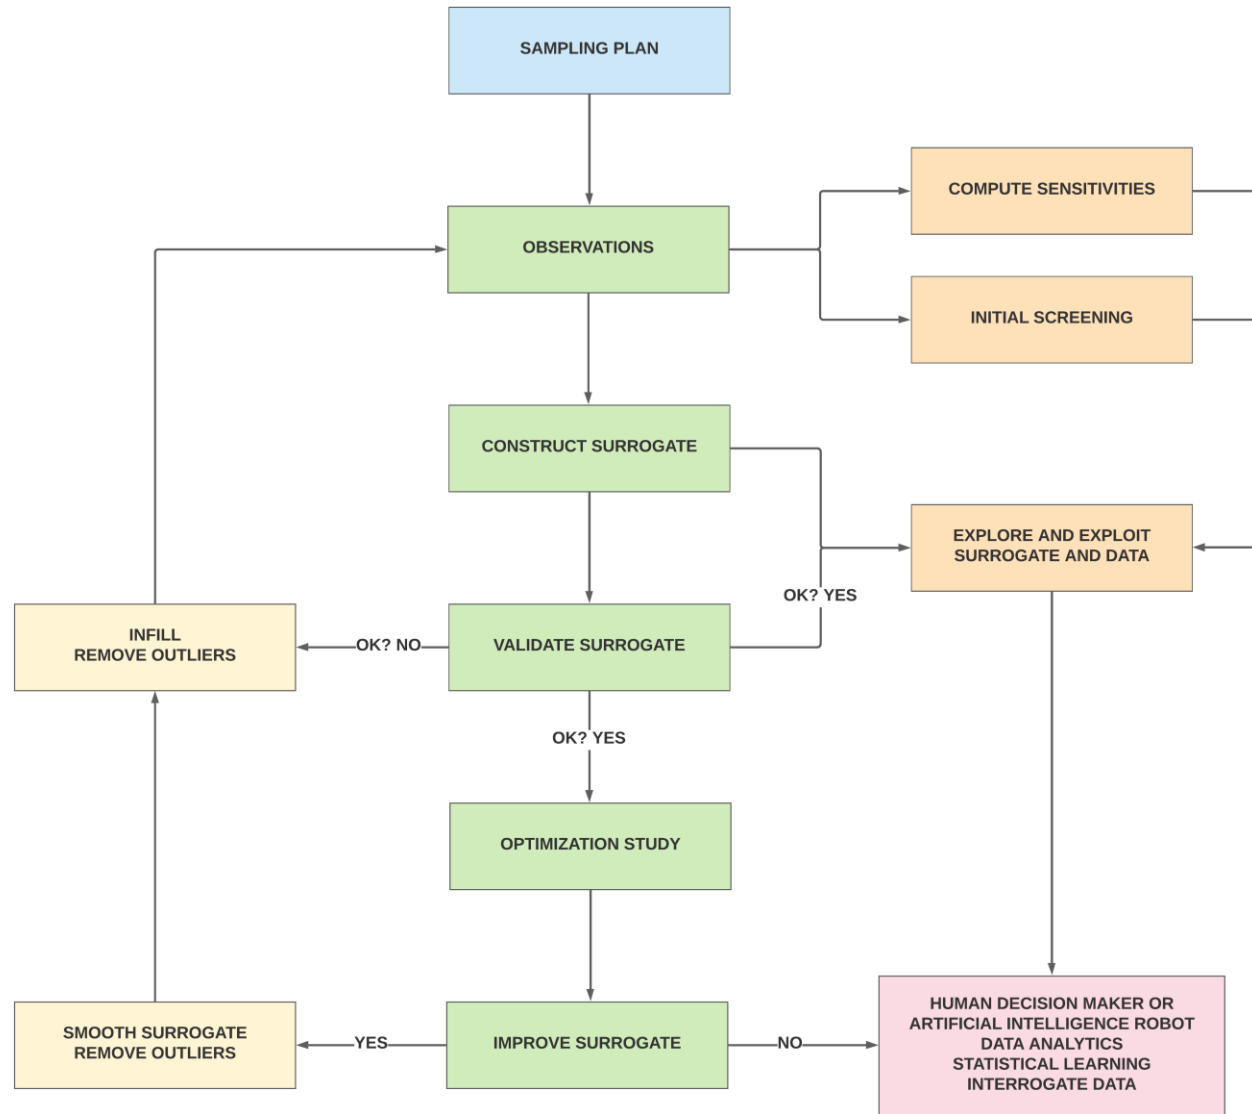 SAMPLING PLAN
COMPUTE SENSITIVITIES
OBSERVATIONS
INITIAL SCREENING
CONSTRUCT SURROGATE
EXPLORE AND EXPLOIT
SURROGATE AND DATA
OK? YES
INFILL
REMOVE OUTLIERS
OK? NO
VALIDATE SURROGATE
OK? YES
OPTIMIZATION STUDY
SMOOTH SURROGATE
REMOVE OUTLIERS
YES
IMPROVE SURROGATE
NO
HUMAN DECISION MAKER OR
ARTIFICIAL INTELLIGENCE ROBOT
DATA ANALYTICS
STATISTICAL LEARNING
INTERROGATE DATA